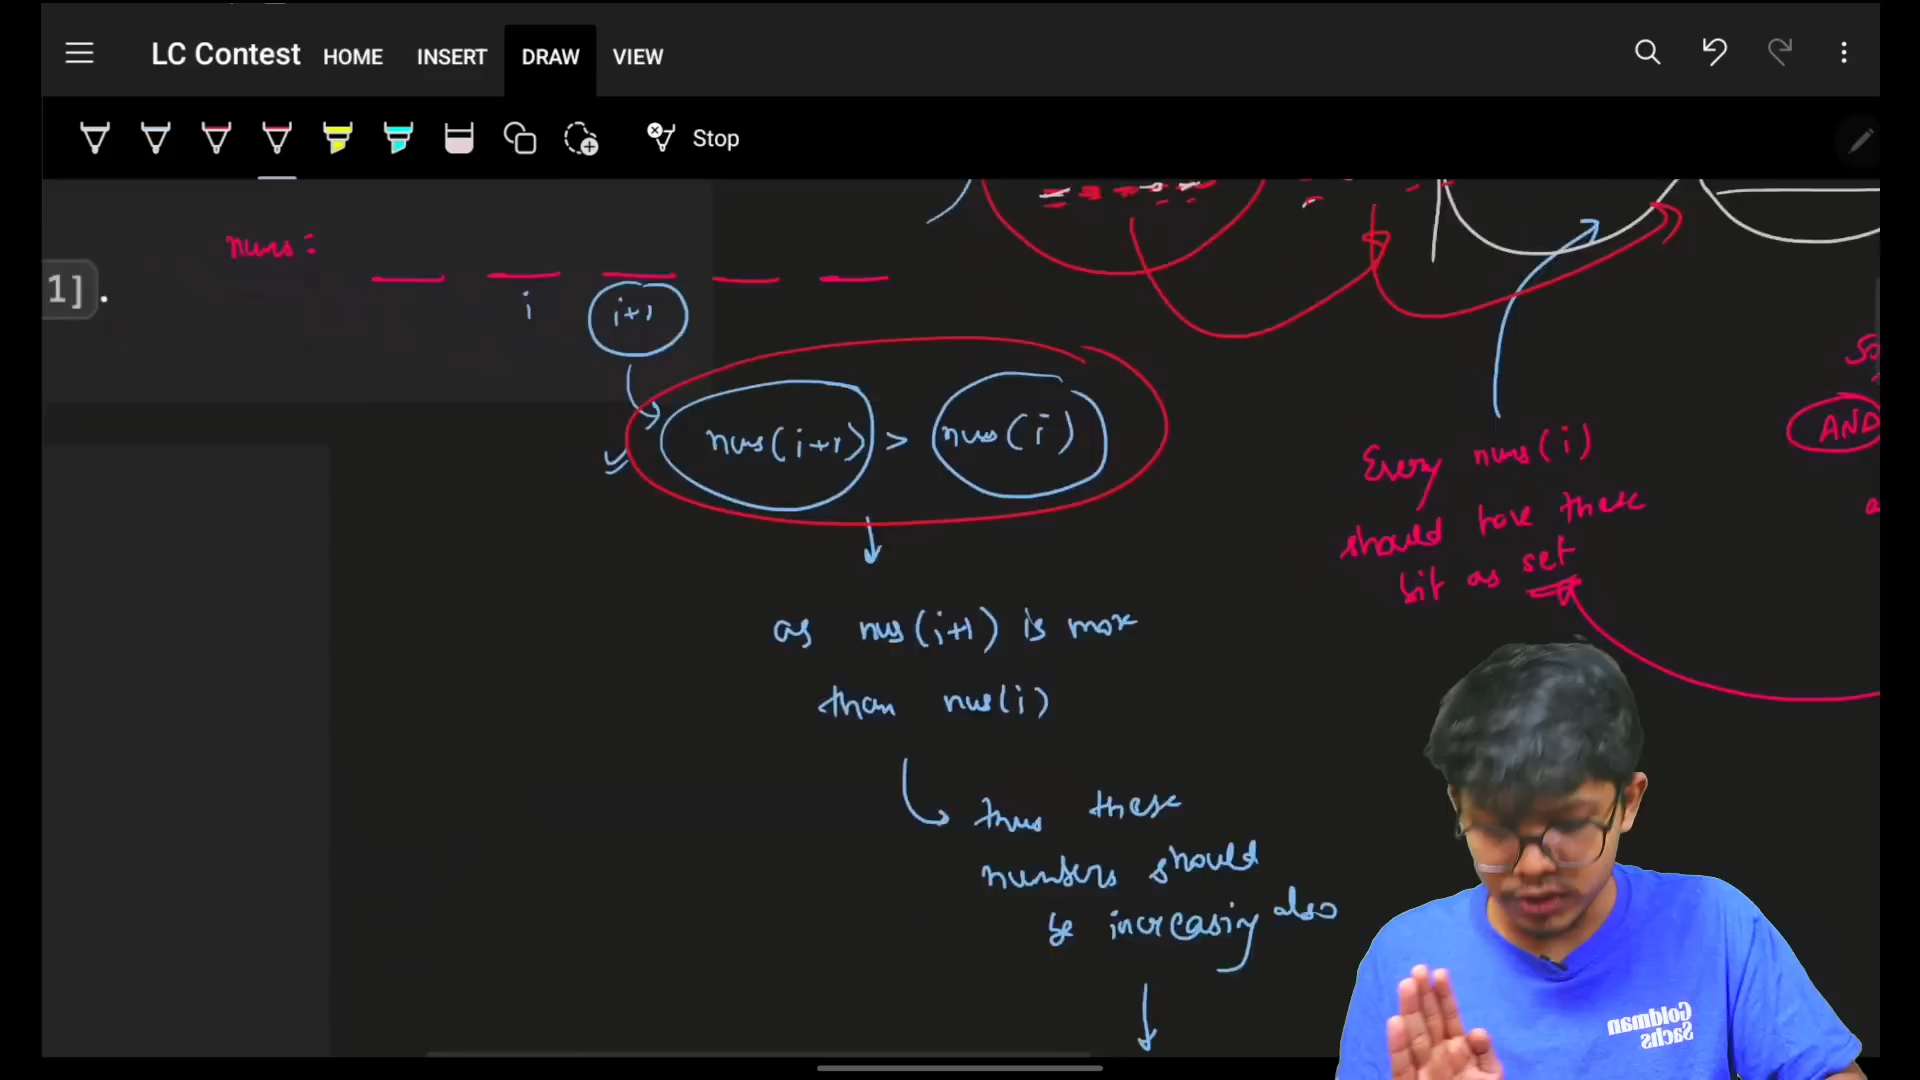 LC Contest HOME INSERT DRAW VIEW
Stop
nums :
1].
i
i+1
nums(i+1) > nums(i)
as nums(i+1) is more
than nums(i)
thus these
numbers should
be increasing also
Every nums(i)
should have these
bit as set
So
AND
a
Goldman
Sachs